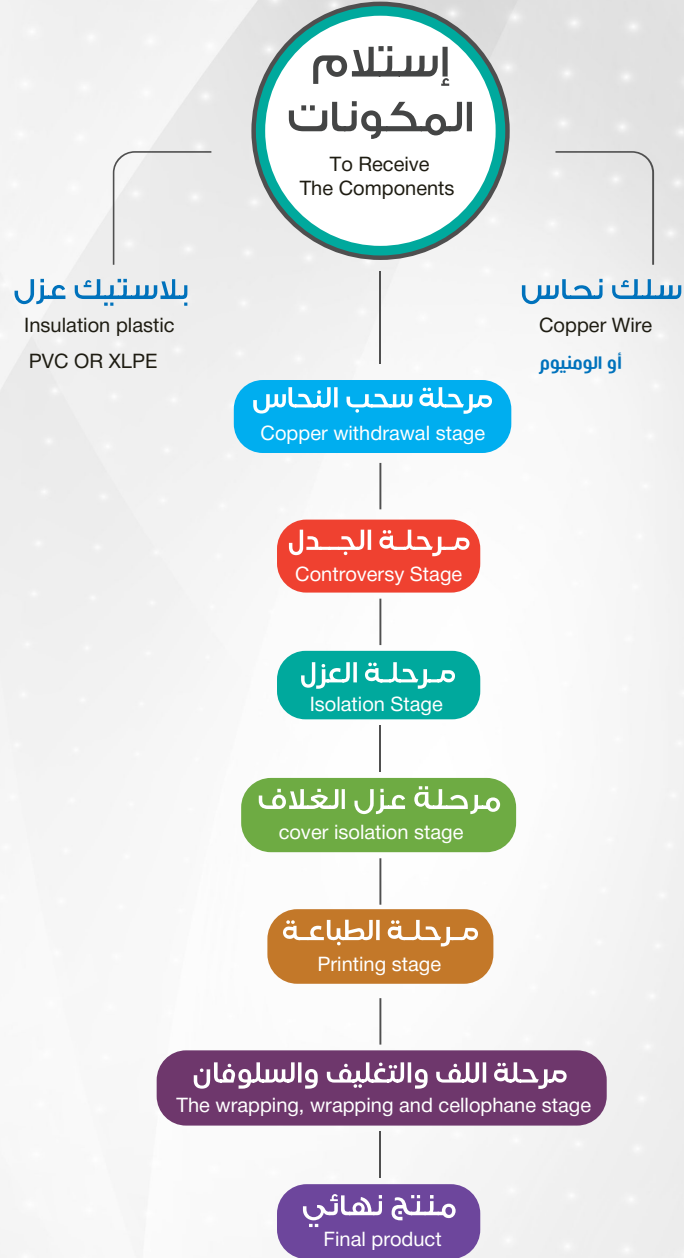 إستلام
المكونات
To Receive
The Components
سلك نحاس
Copper Wire
أو الومنيوم
بلاستيك عزل
Insulation plastic
PVC OR XLPE
مرحلة سحب النحاس
Copper withdrawal stage
مـرحلـة الجـــدل
Controversy Stage
مـرحلـة العزل
Isolation Stage
مرحلة عزل الغلاف
cover isolation stage
مـرحلـة الطباعـة
Printing stage
مرحلة اللف والتغليف والسلوفان
The wrapping, wrapping and cellophane stage
منتج نهائي
Final product